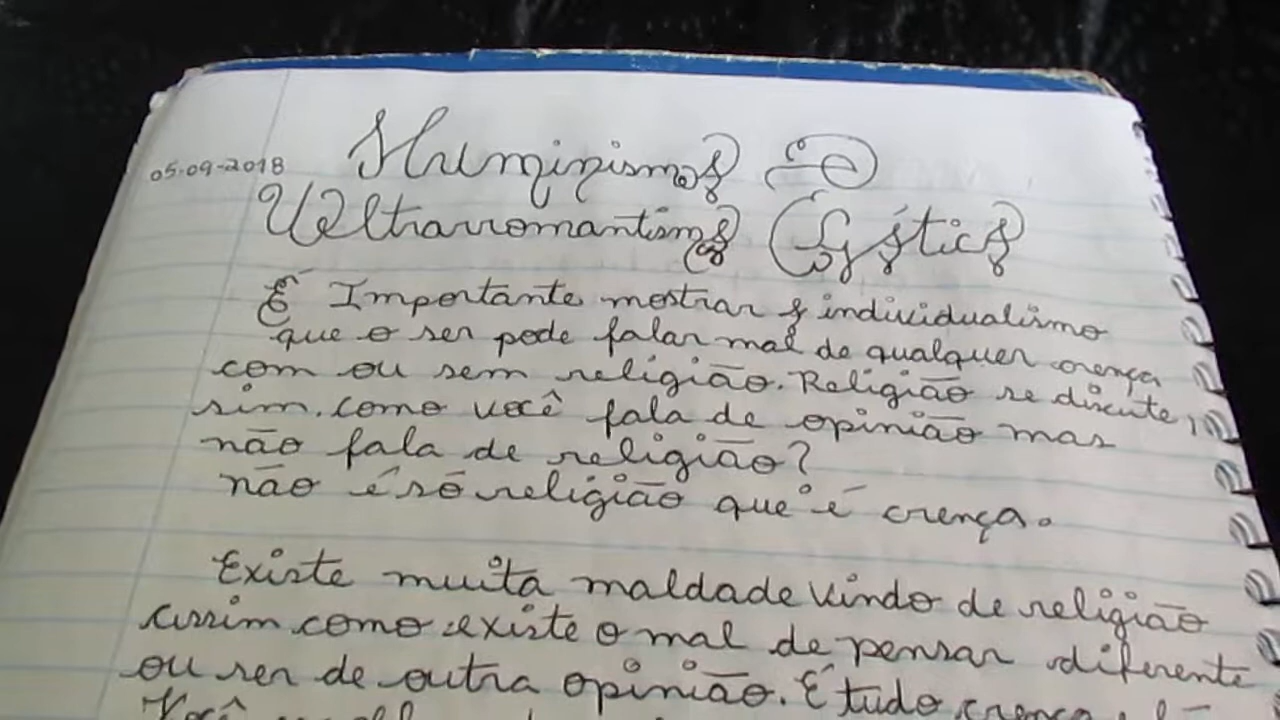 05-09-2018
Iluminismo e
Ultrarromantismo Gótico
É Importante mostrar o individualismo
que o ser pode falar mal de qualquer crença
com ou sem religião. Religião se discute,
sim. como você fala de opinião mas
não fala de religião?
não é só religião que é crença.
Existe muita maldade vindo de religião
assim como existe o mal de pensar diferente
ou ser de outra opinião. É tudo crença
Você